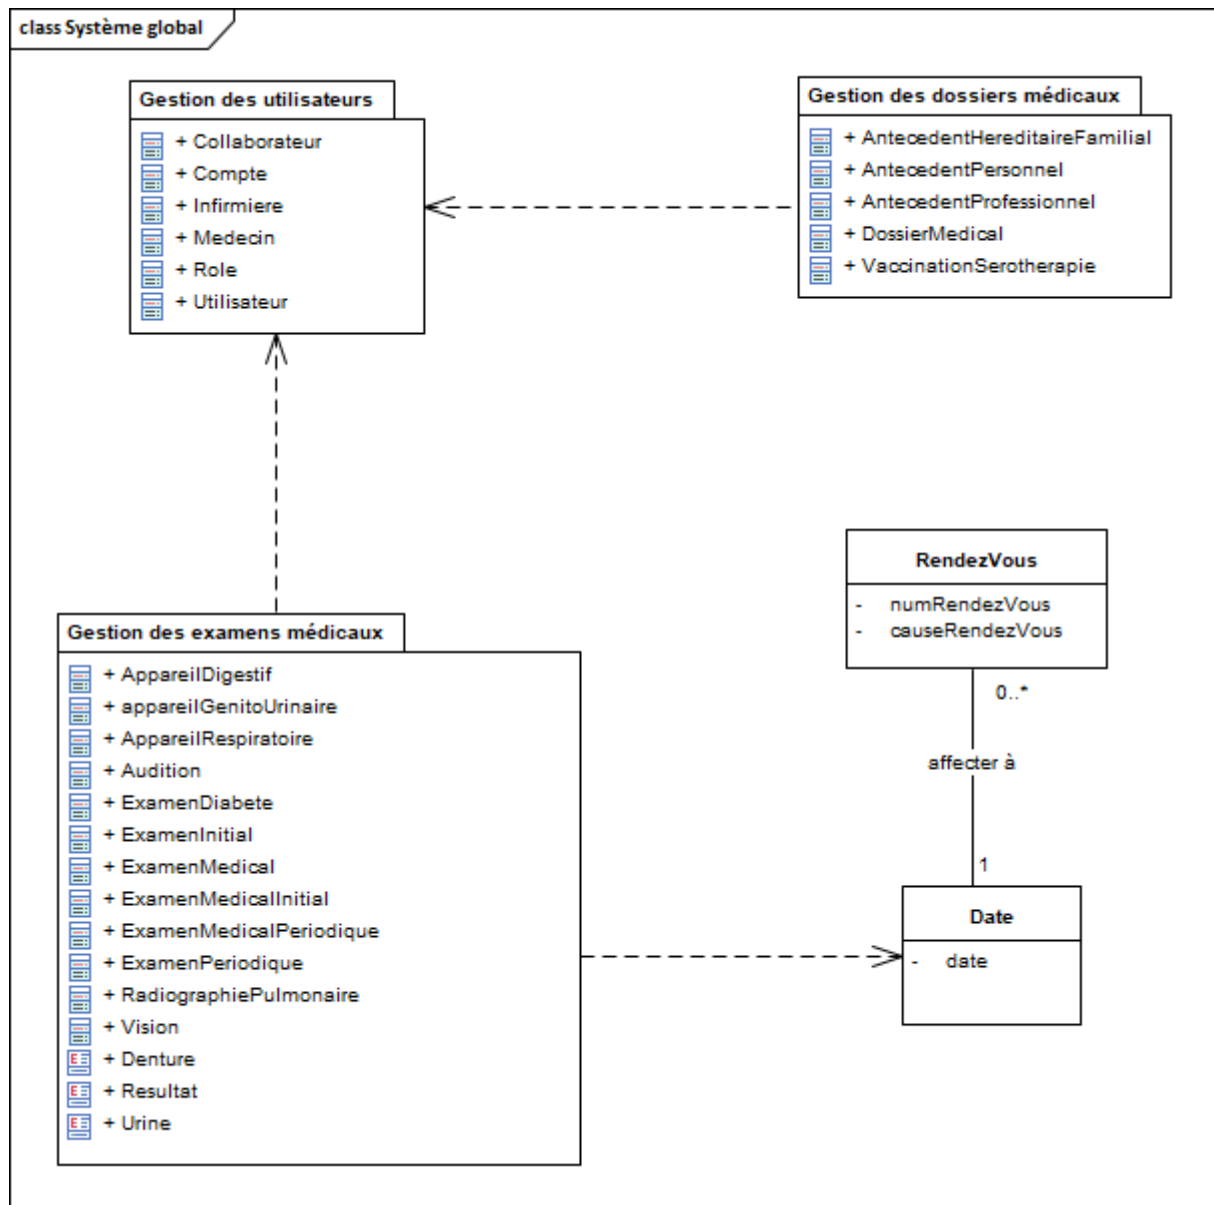 class Système global
Gestion des utilisateurs
+ Collaborateur
+ Compte
+ Infirmiere
+ Medecin
+ Role
+ Utilisateur
Gestion des dossiers médicaux
+ AntecedentHereditaireFamilial
+ AntecedentPersonnel
+ AntecedentProfessionnel
+ DossierMedical
+ VaccinationSerotherapie
Gestion des examens médicaux
+ AppareilDigestif
+ appareilGenitoUrinaire
+ AppareilRespiratoire
+ Audition
+ ExamenDiabete
+ ExamenInitial
+ ExamenMedical
+ ExamenMedicalInitial
+ ExamenMedicalPeriodique
+ ExamenPeriodique
+ RadiographiePulmonaire
+ Vision
E + Denture
E + Resultat
E + Urine
RendezVous
- numRendezVous
- causeRendezVous
0..*
affecter à
1
Date
- date